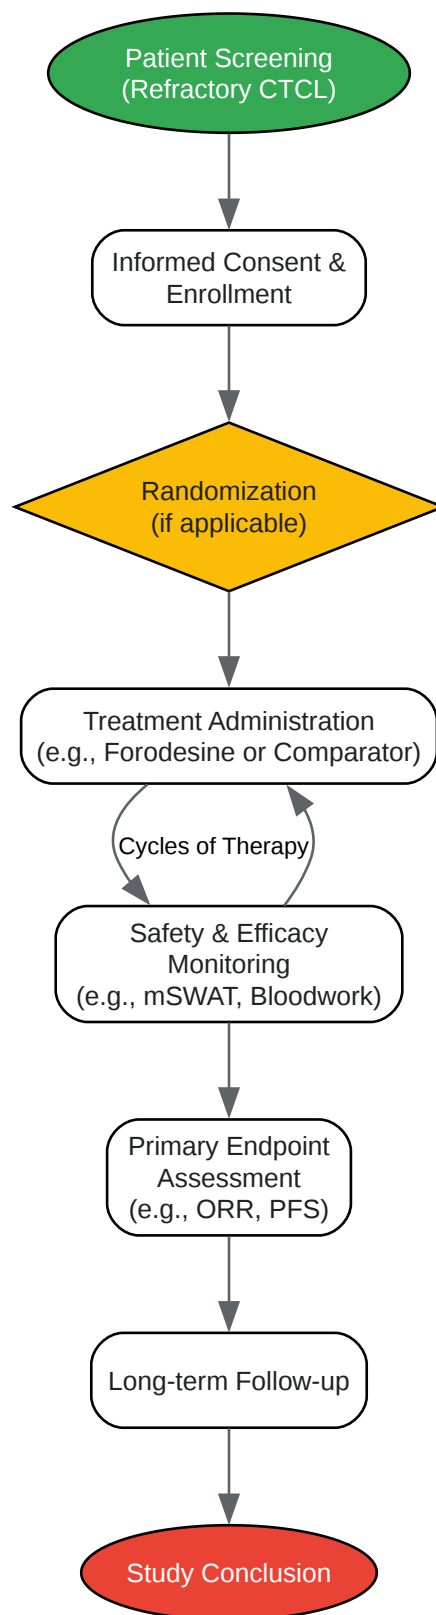 Patient Screening
(Refractory CTCL)
Informed Consent &
Enrollment
Randomization
(if applicable)
Treatment Administration
(e.g., Forodesine or Comparator)
Cycles of Therapy
Safety & Efficacy
Monitoring
(e.g., mSWAT, Bloodwork)
Primary Endpoint
Assessment
(e.g., ORR, PFS)
Long-term Follow-up
Study Conclusion